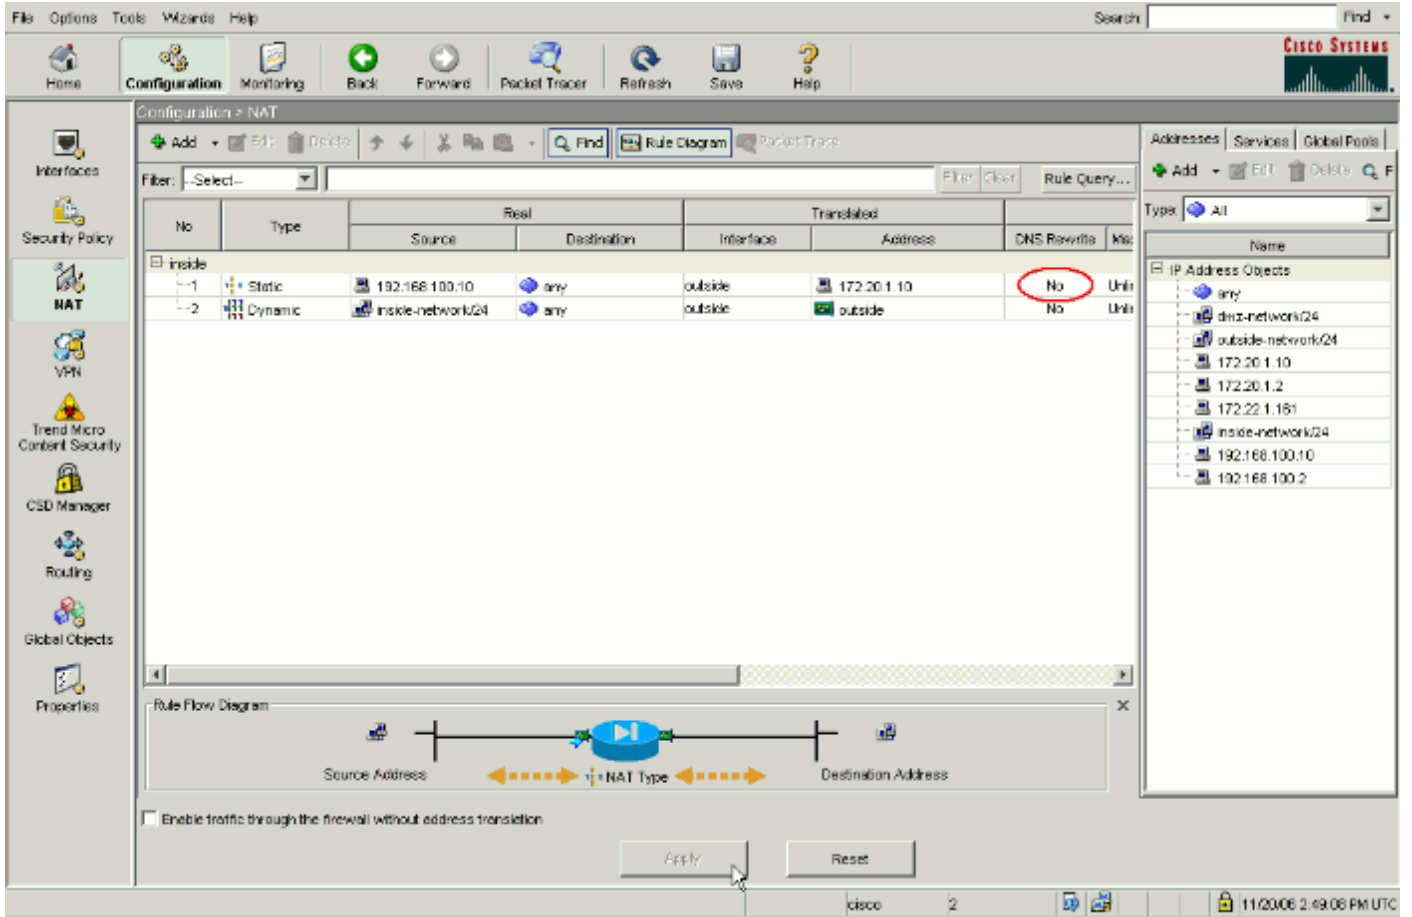 File Options Tools Wizards Help Search: Find
Home Configuration Monitoring Back Forward Packet Tracer Refresh Save Help
CISCO SYSTEMS
Configuration > NAT
Add Edit Delete Find Rule Diagram Packet Trace
Filter: --Select-- Filter Clear Rule Query...
No Type Real Translated
Source Destination Interface Address DNS Rewrite Max
inside
1 Static 192.168.100.10 any outside 172.20.1.10 No Unli
2 Dynamic inside-network/24 any outside outside No Unli
Interfaces
Security Policy
NAT
VPN
Trend Micro
Content Security
CSD Manager
Routing
Global Objects
Properties
Addresses Services Global Pools
Add Edit Delete F
Type: All
Name
IP Address Objects
any
dmz-network/24
outside-network/24
172.20.1.10
172.20.1.2
172.22.1.161
inside-network/24
192.168.100.10
192.168.100.2
Rule Flow Diagram
Source Address NAT Type Destination Address
Enable traffic through the firewall without address translation
Apply Reset
cisco 2 11/20/06 2:49:08 PM UTC